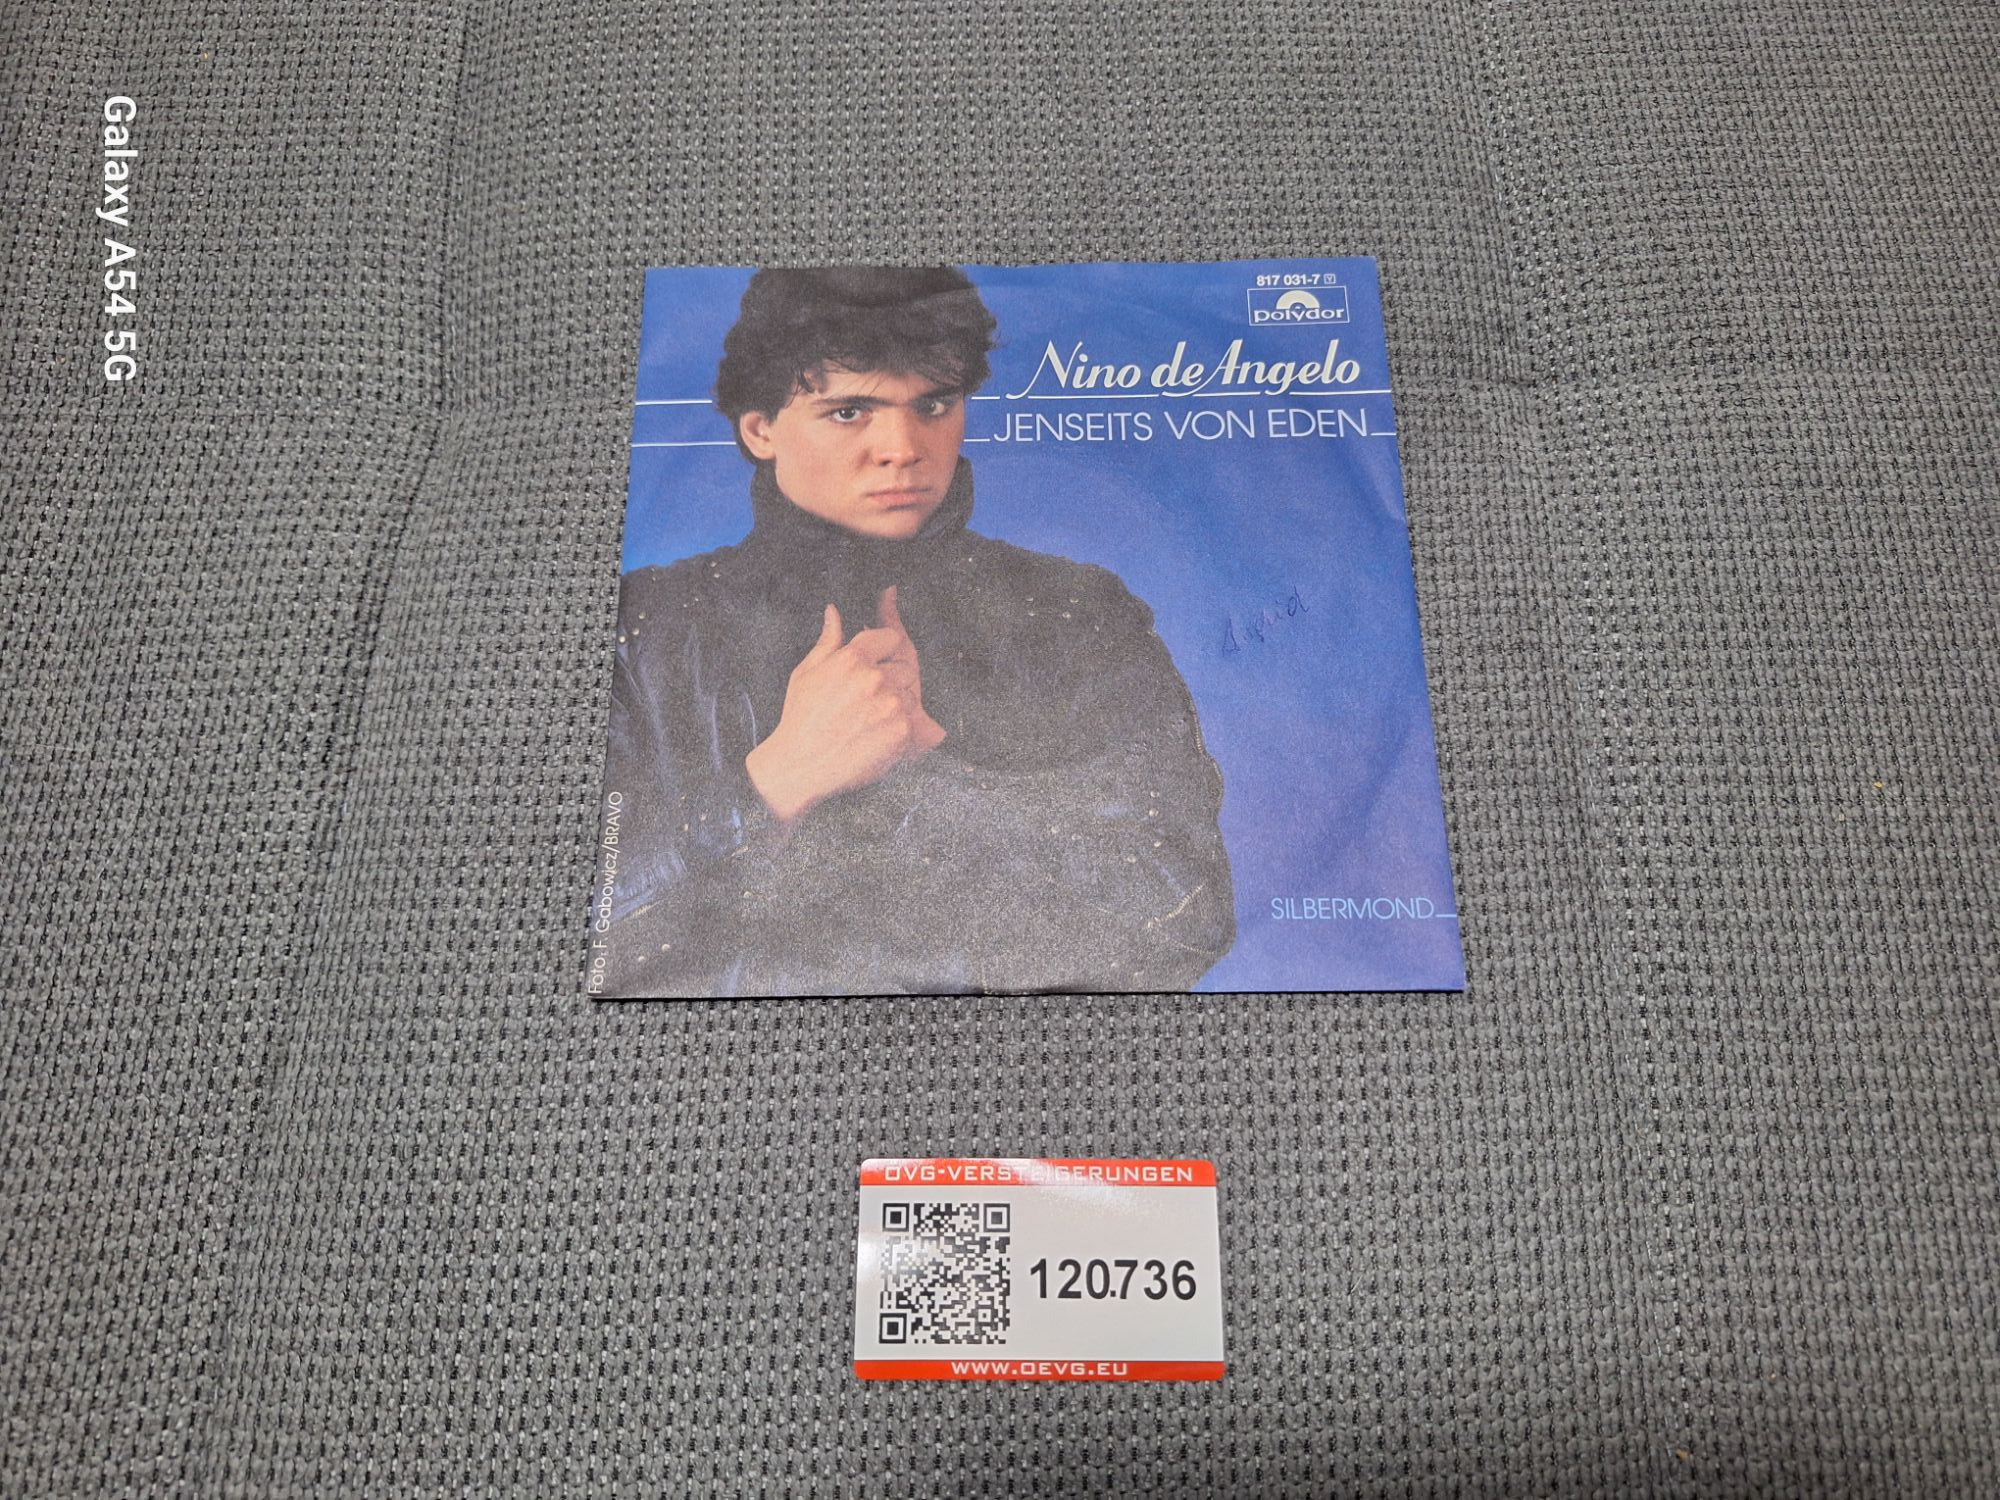 Galaxy A54 5G
817 031-7 Y
polydor
Nino de Angelo
JENSEITS VON EDEN
SILBERMOND
Foto: F. Gabowicz/BRAVO
ÖVG-VERSTEIGERUNGEN
120.736
WWW.OEVG.EU